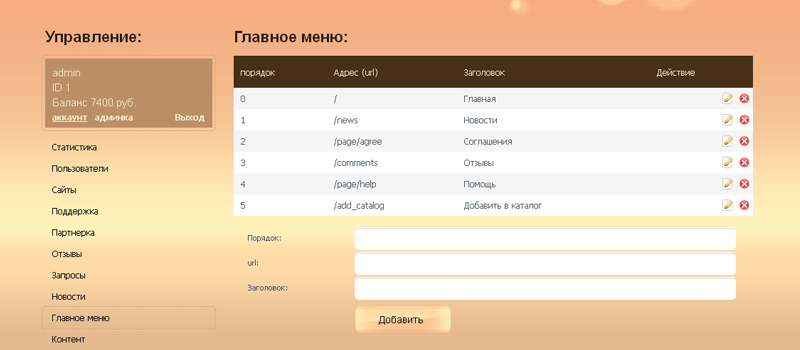 Управление:
admin
ID 1
Баланс 7400 руб.
аккаунт админка Выход
Статистика
Пользователи
Сайты
Поддержка
Партнерка
Отзывы
Запросы
Новости
Главное меню
Контент
Главное меню:
порядок Адрес (url) Заголовок Действие
0 / Главная
1 /news Новости
2 /page/agree Соглашения
3 /comments Отзывы
4 /page/help Помощь
5 /add_catalog Добавить в каталог
Порядок:
url:
Заголовок:
Добавить